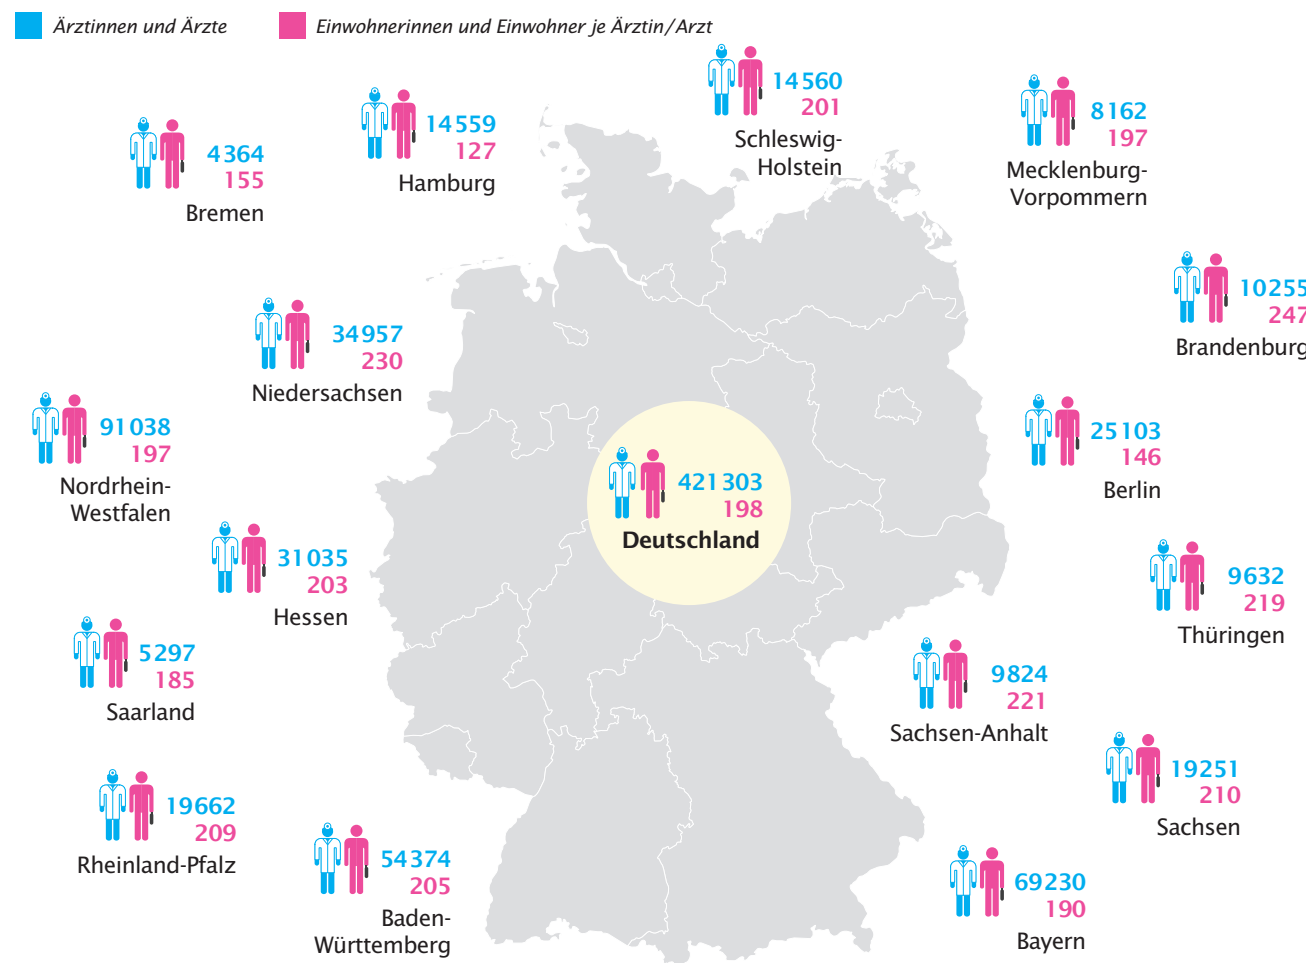 Ärztinnen und Ärzte
Einwohnerinnen und Einwohner je Ärztin/Arzt
14 560
201
Schleswig-
Holstein
8 162
197
Mecklenburg-
Vorpommern
14 559
127
Hamburg
4 364
155
Bremen
10 255
247
Brandenburg
34 957
230
Niedersachsen
91 038
197
Nordrhein-
Westfalen
25 103
146
Berlin
421 303
198
Deutschland
31 035
203
Hessen
9 632
219
Thüringen
5 297
185
Saarland
9 824
221
Sachsen-Anhalt
19 251
210
Sachsen
19 662
209
Rheinland-Pfalz
54 374
205
Baden-
Württemberg
69 230
190
Bayern